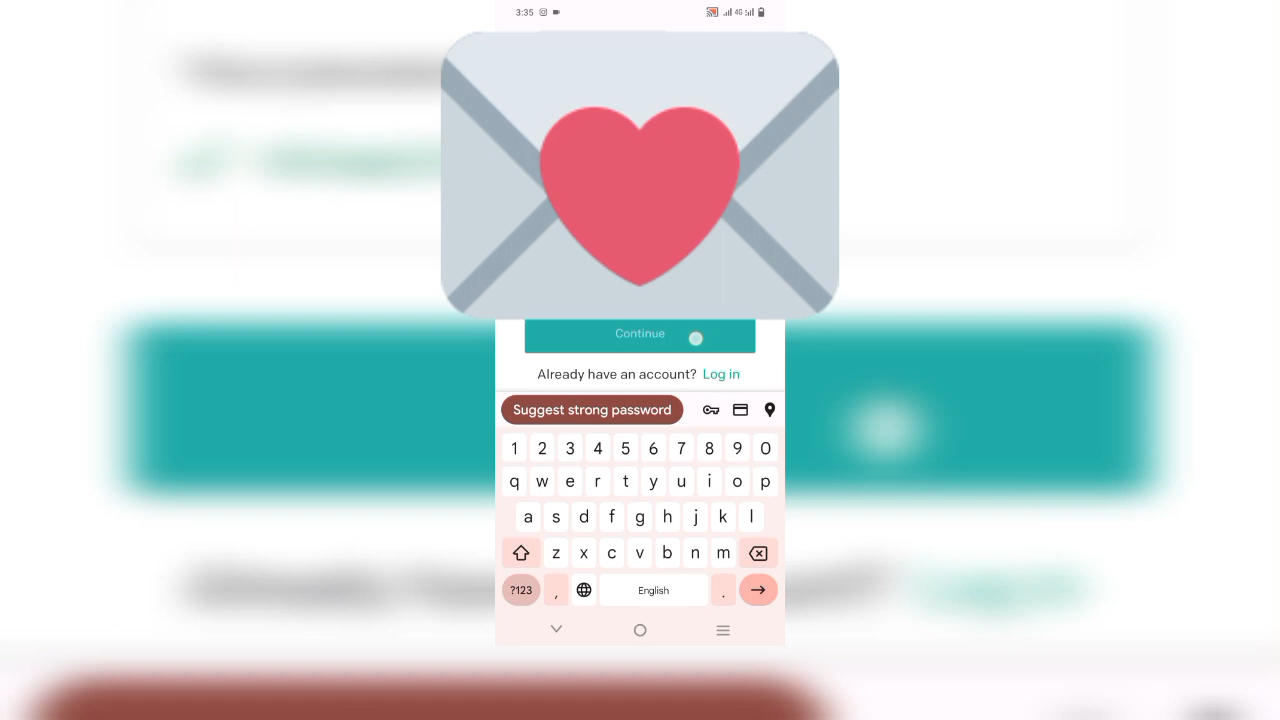 3:35
4G
Continue
Already have an account? Log in
Suggest strong password
1 2 3 4 5 6 7 8 9 0
q w e r t y u i o p
a s d f g h j k l
z x c v b n m
?123 , English .